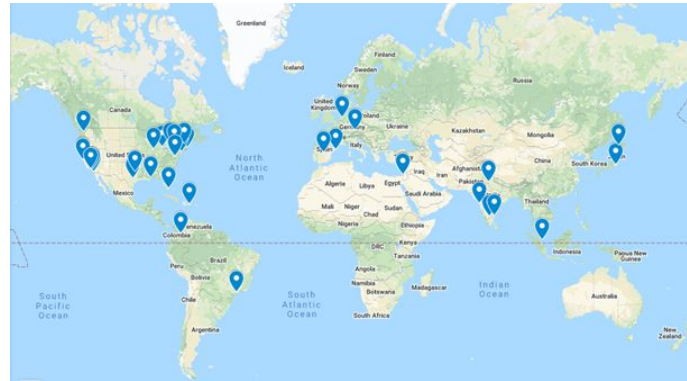 Greenland
Iceland
Finland
Sweden
Norway
Russia
Canada
United
Kingdom
Poland
Germany
Ukraine
Kazakhstan
Mongolia
Spain
Italy
North
Atlantic
Ocean
United
Afghanistan
China
South Korea
Iraq
Iran
Pakistan
Algeria
Libya
Egypt
Saudi Arabia
Mexico
Mali
Niger
Sudan
Chad
Thailand
Venezuela
Colombia
Nigeria
Ethiopia
DRC
Kenya
Tanzania
Indonesia
Papua New
Guinea
Peru
Brazil
Bolivia
Angola
Namibia
Botswana
Madagascar
Indian
Ocean
South
Pacific
Ocean
South
Atlantic
Ocean
Chile
Australia
South Africa
Argentina
New
Zealand